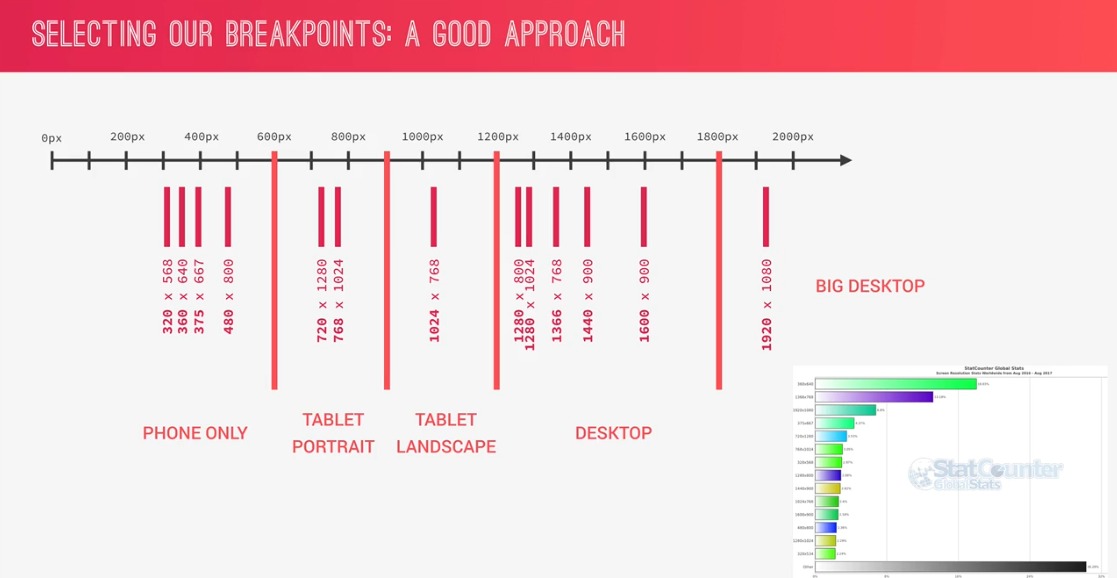 SELECTING OUR BREAKPOINTS: A GOOD APPROACH
0px 200px 400px 600px 800px 1000px 1200px 1400px 1600px 1800px 2000px
320 x 568
360 x 640
375 x 667
480 x 800
720 x 1280
768 x 1024
1024 x 768
1280 x 800
1280 x 1024
1366 x 768
1440 x 900
1600 x 900
1920 x 1080
BIG DESKTOP
PHONE ONLY
TABLET
PORTRAIT
TABLET
LANDSCAPE
DESKTOP
StatCounter Global Stats
Screen Resolution Stats Worldwide from Aug 2016 - Aug 2017
360x640
1366x768
1920x1080
375x667
720x1280
768x1024
320x568
1280x800
1440x900
1024x768
1600x900
480x800
1280x1024
Other
StatCounter
GlobalStats